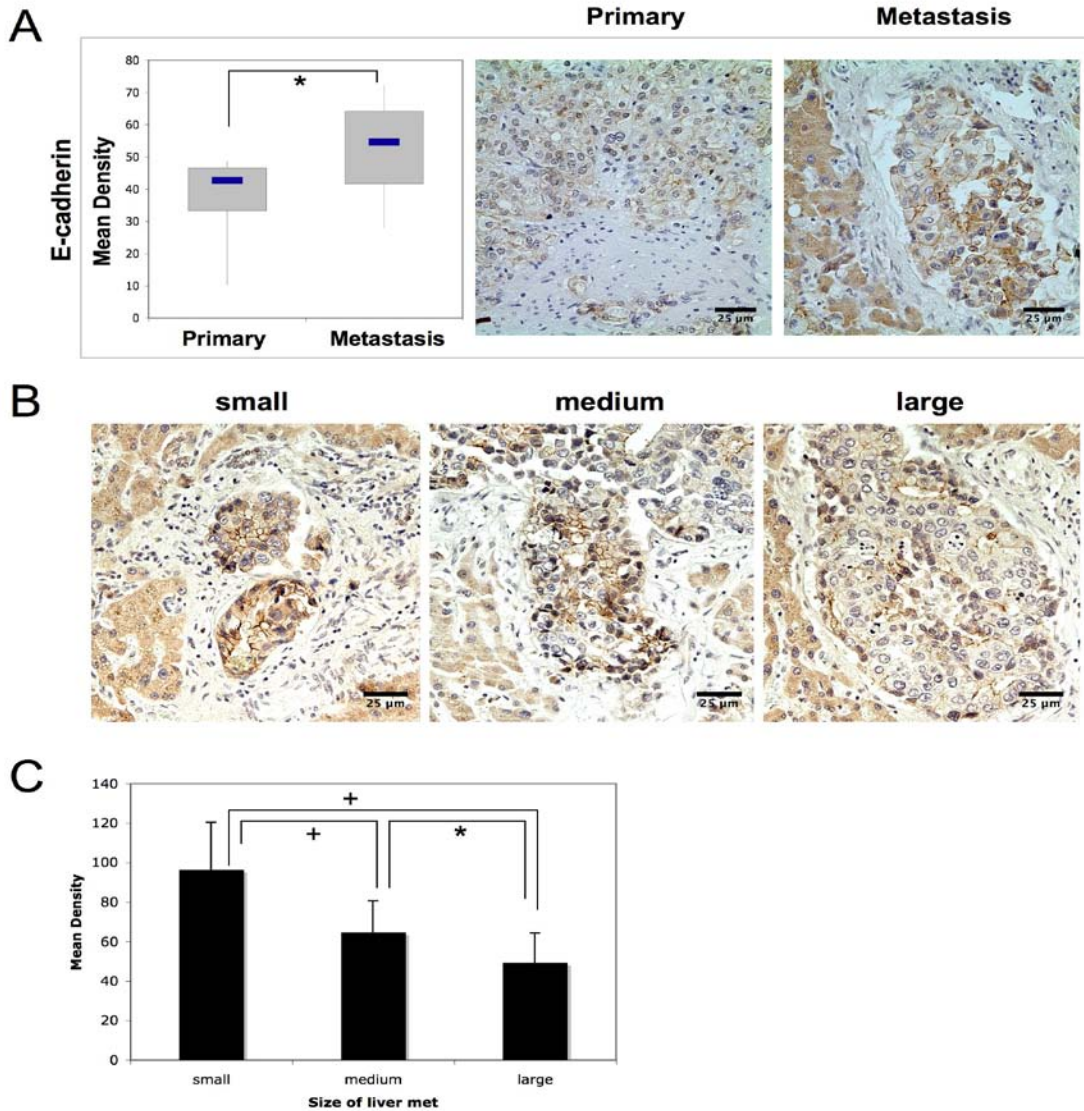 A
Primary Metastasis
E-cadherin
Mean Density
80
70
60
50
40
30
20
10
0
*
Primary Metastasis
25 µm
25 µm
B
small medium large
25 µm
25 µm
25 µm
C
Mean Density
140
120
100
80
60
40
20
0
+
+ *
small medium large
Size of liver met